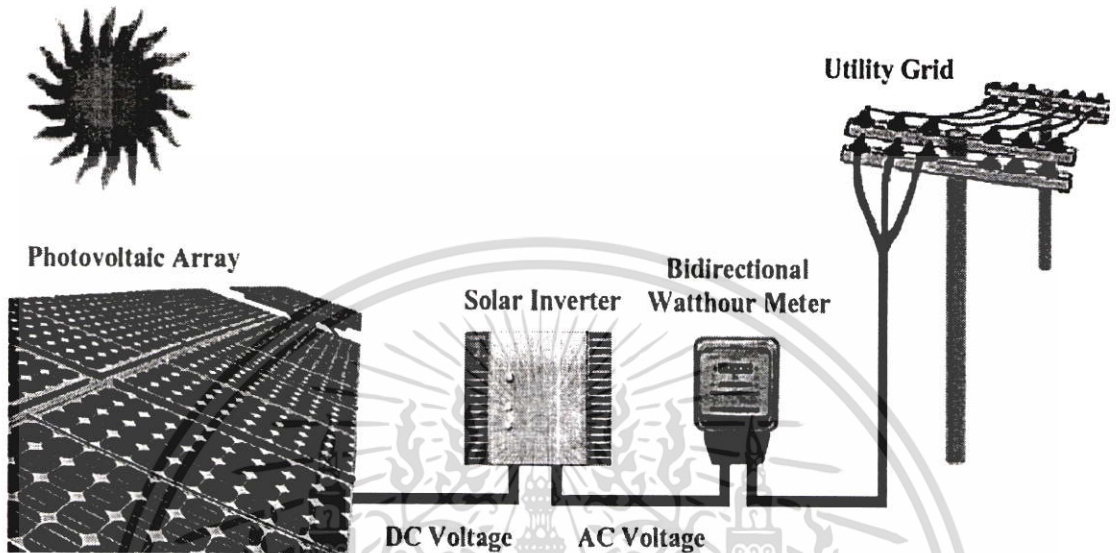 Utility Grid
Photovoltaic Array
Solar Inverter
Bidirectional
Watthour Meter
DC Voltage
AC Voltage